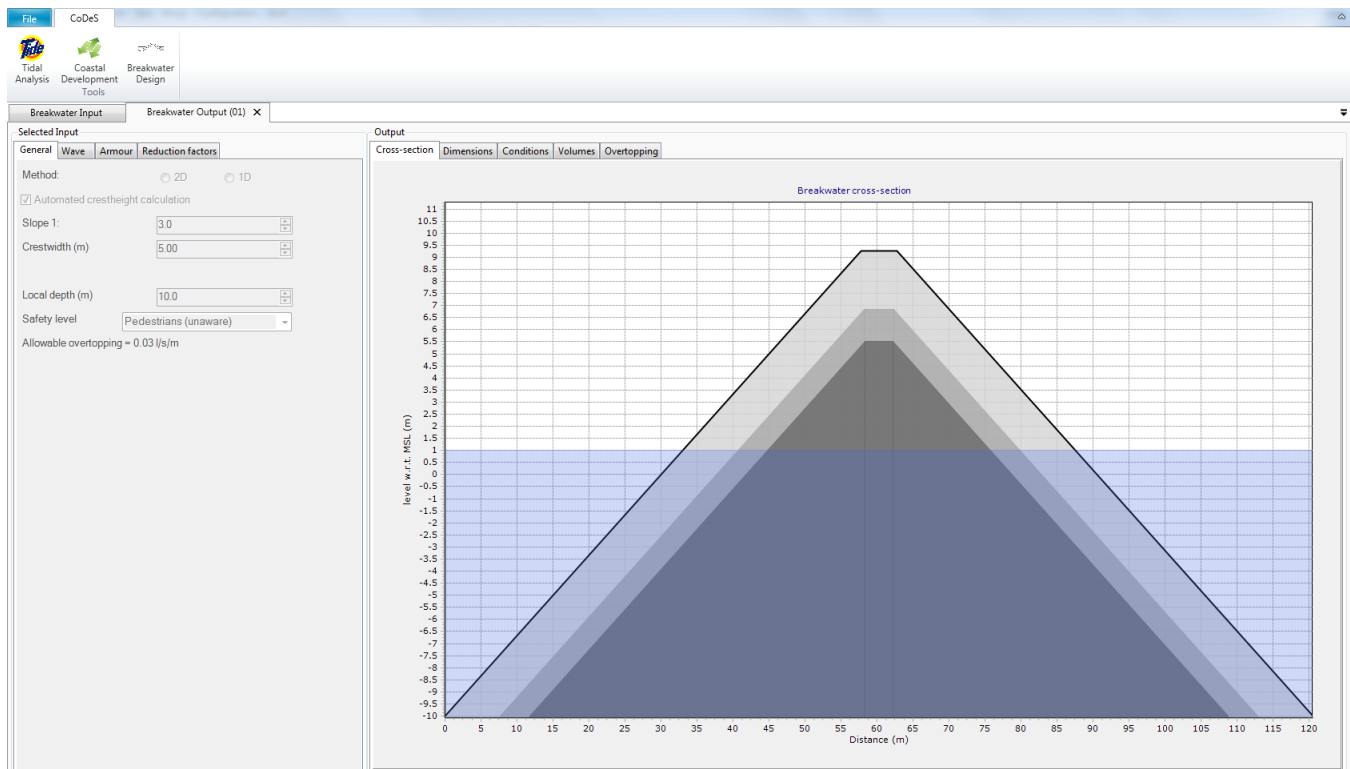 File CoDeS
Tide
Tidal Analysis
Coastal Development
Breakwater Design
Tools
Breakwater Input Breakwater Output (01) X
Selected Input
General Wave Armour Reduction factors
Method: 2D 1D
Automated crestheight calculation
Slope 1: 3.0
Crestwidth (m) 5.00
Local depth (m) 10.0
Safety level Pedestrians (unaware)
Allowable overtopping = 0.03 l/s/m
Output
Cross-section Dimensions Conditions Volumes Overtopping
Breakwater cross-section
11
10.5
10
9.5
9
8.5
8
7.5
7
6.5
6
5.5
5
4.5
4
3.5
3
2.5
2
1.5
1
0.5
0
-0.5
-1
-1.5
-2
-2.5
-3
-3.5
-4
-4.5
-5
-5.5
-6
-6.5
-7
-7.5
-8
-8.5
-9
-9.5
-10
level w.r.t. MSL (m)
0 5 10 15 20 25 30 35 40 45 50 55 60 65 70 75 80 85 90 95 100 105 110 115 120
Distance (m)